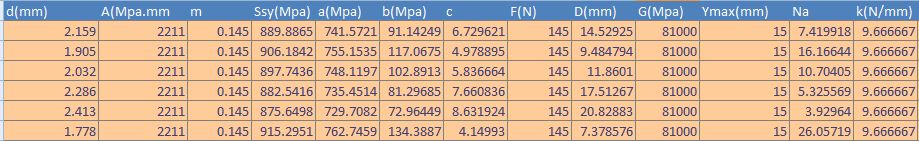 d(mm) A(Mpa.mm m Ssy(Mpa) a(Mpa) b(Mpa) c F(N) D(mm) G(Mpa) Ymax(mm) Na k(N/mm)
2.159 2211 0.145 889.8865 741.5721 91.14249 6.729621 145 14.52925 81000 15 7.419918 9.666667
1.905 2211 0.145 906.1842 755.1535 117.0675 4.978895 145 9.484794 81000 15 16.16644 9.666667
2.032 2211 0.145 897.7436 748.1197 102.8913 5.836664 145 11.8601 81000 15 10.70405 9.666667
2.286 2211 0.145 882.5416 735.4514 81.29685 7.660836 145 17.51267 81000 15 5.325569 9.666667
2.413 2211 0.145 875.6498 729.7082 72.96449 8.631924 145 20.82883 81000 15 3.92964 9.666667
1.778 2211 0.145 915.2951 762.7459 134.3887 4.14993 145 7.378576 81000 15 26.05719 9.666667